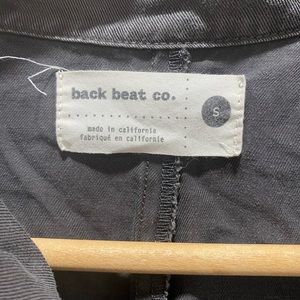 back beat co.
S
made in california
fabriqué en californie